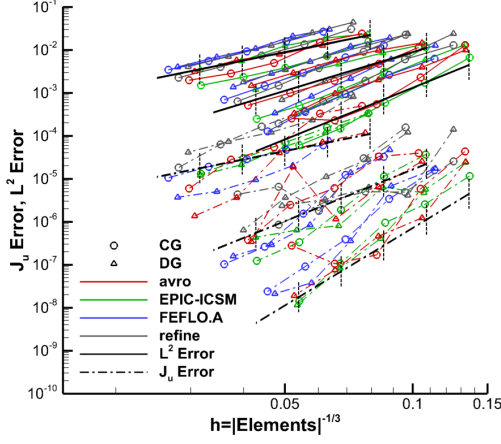 10⁻¹
10⁻²
10⁻³
10⁻⁴
10⁻⁵
10⁻⁶
10⁻⁷
10⁻⁸
10⁻⁹
10⁻¹⁰
J_u Error, L² Error
CG
DG
avro
EPIC-ICSM
FEFLO.A
refine
L² Error
J_u Error
0.05 0.1 0.15
h=|Elements|⁻¹/³